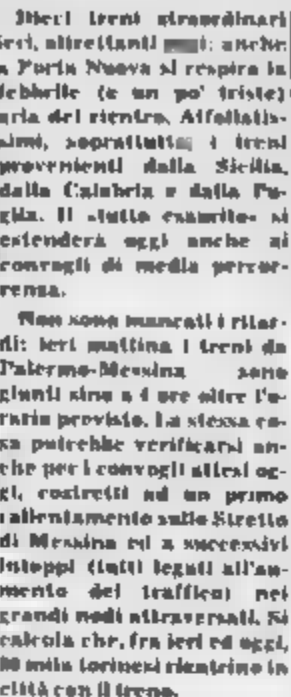 Dieci treni straordinari
ieri, altrettanti oggi: anche
a Porta Nuova si respira la
febbrile (e un po' triste)
aria del rientro. Affollatis-
simi, soprattutto, i treni
provenienti dalla Sicilia,
dalla Calabria e dalla Pu-
glia. Il «tutto esaurito» si
estenderà oggi anche ai
convogli di media percor-
renza.
Non sono mancati i ritar-
di: ieri mattina i treni da
Palermo-Messina sono
giunti sino a ore oltre l'o-
rario previsto. La stessa co-
sa potrebbe verificarsi an-
che per i convogli attesi og-
gi, costretti ad un primo
rallentamento sullo Stretto
di Messina ed a successivi
intoppi (tutti legati all'au-
mento del traffico) nei
grandi nodi attraversati. Si
calcola che, fra ieri ed oggi,
mila torinesi rientrino in
città con il treno.